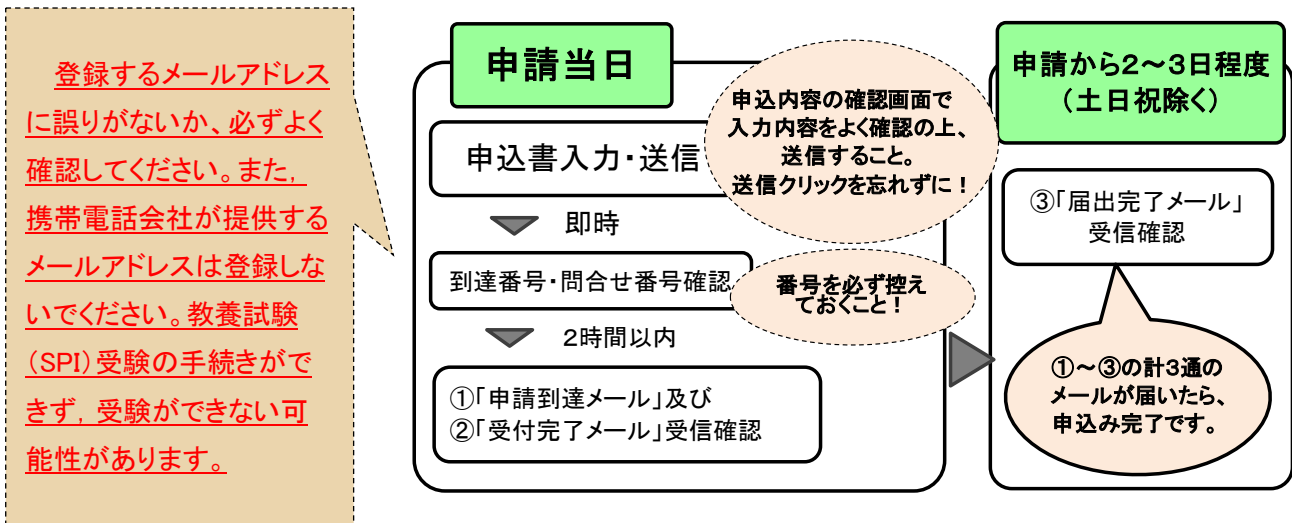 登録するメールアドレス
に誤りがないか、必ずよく
確認してください。また，
携帯電話会社が提供する
メールアドレスは登録しな
いでください。教養試験
（SPI）受験の手続きがで
きず，受験ができない可
能性があります。
申請当日
申込書入力・送信
申込内容の確認画面で
入力内容をよく確認の上、
送信すること。
送信クリックを忘れずに！
即時
到達番号・問合せ番号確認
番号を必ず控え
ておくこと！
2時間以内
①「申請到達メール」及び
②「受付完了メール」受信確認
申請から2～3日程度
（土日祝除く）
③「届出完了メール」
受信確認
①～③の計3通の
メールが届いたら、
申込み完了です。